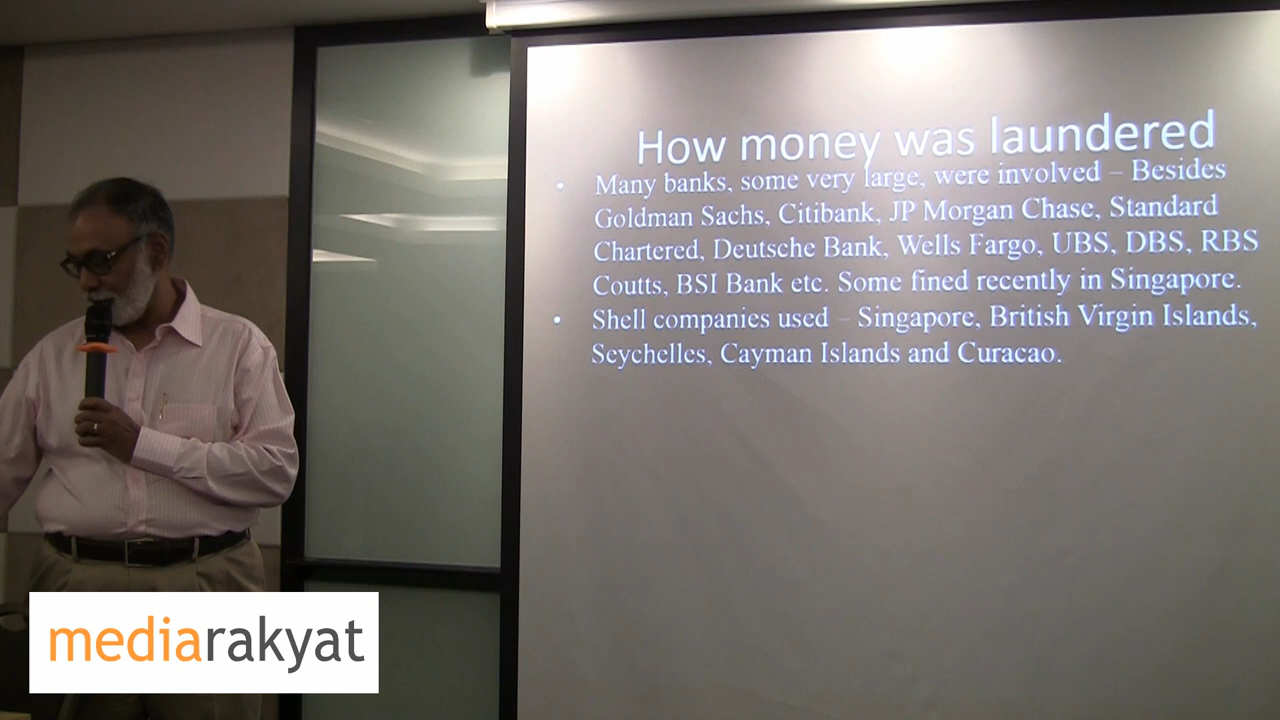 How money was laundered
• Many banks, some very large, were involved – Besides
Goldman Sachs, Citibank, JP Morgan Chase, Standard
Chartered, Deutsche Bank, Wells Fargo, UBS, DBS, RBS
Coutts, BSI Bank etc. Some fined recently in Singapore.
• Shell companies used – Singapore, British Virgin Islands,
Seychelles, Cayman Islands and Curacao.
mediarakyat